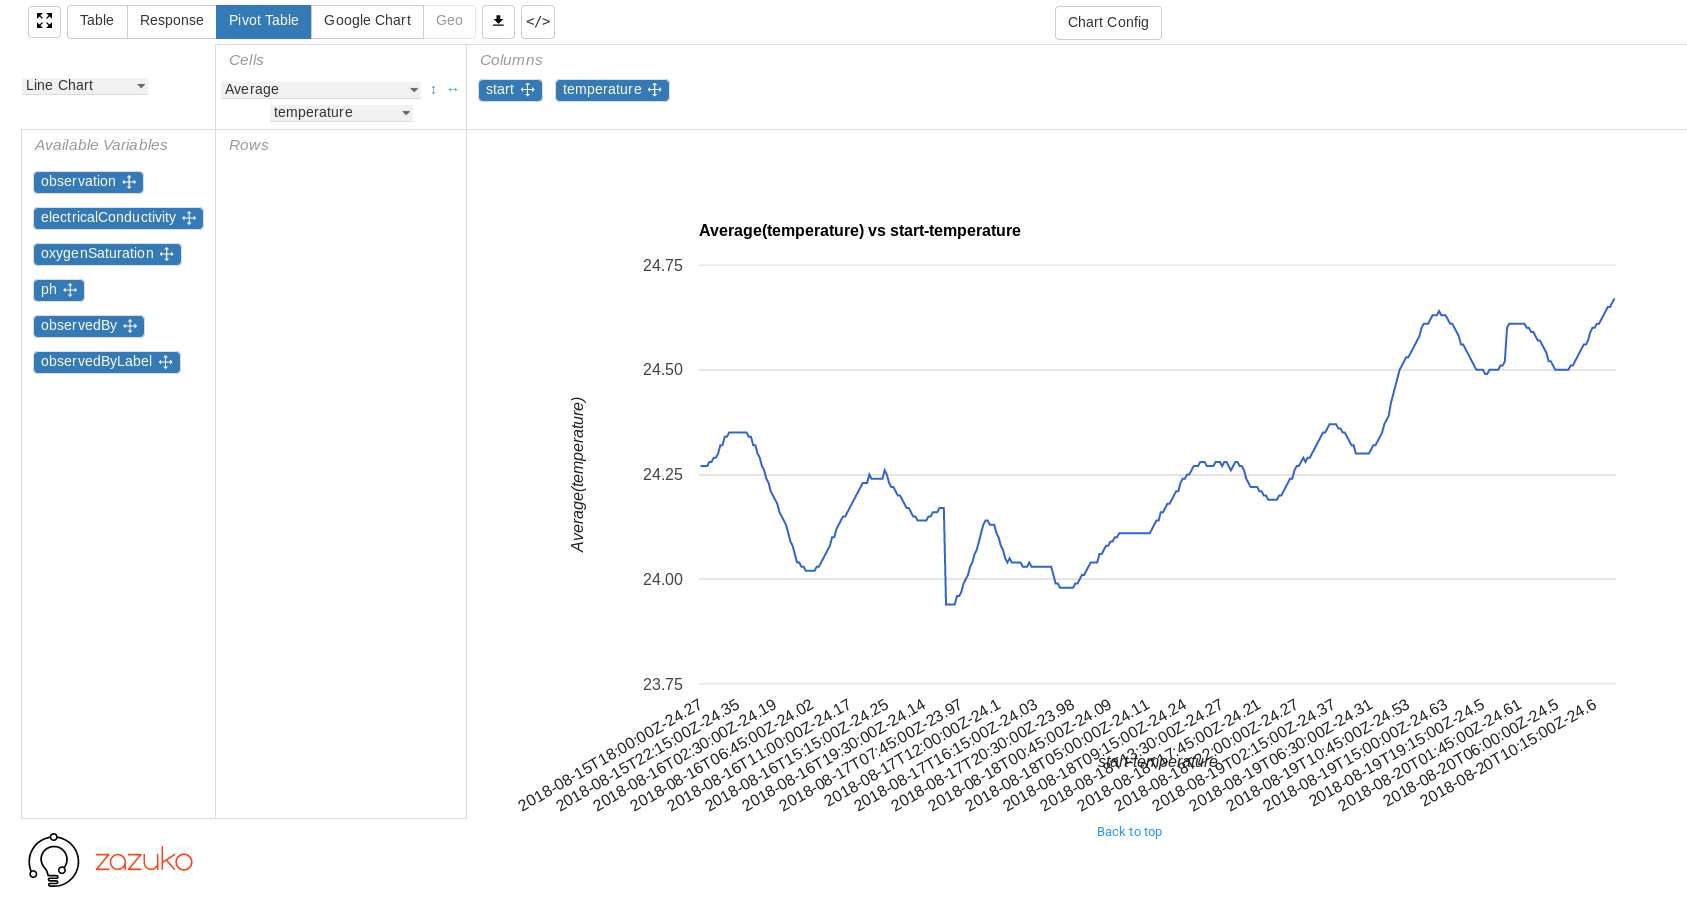 Table Response Pivot Table Google Chart Geo </> Chart Config
Cells
Columns
Line Chart
Average ↕ ↔
start temperature
temperature
Available Variables
Rows
observation
electricalConductivity
oxygenSaturation
ph
observedBy
observedByLabel
Average(temperature) vs start-temperature
24.75
24.50
24.25
24.00
23.75
Average(temperature)
2018-08-15T18:00:00Z-24.27
2018-08-15T22:15:00Z-24.35
2018-08-16T02:30:00Z-24.19
2018-08-16T06:45:00Z-24.02
2018-08-16T11:00:00Z-24.17
2018-08-16T15:15:00Z-24.25
2018-08-16T19:30:00Z-24.14
2018-08-17T07:45:00Z-23.97
2018-08-17T12:00:00Z-24.1
2018-08-17T16:15:00Z-24.03
2018-08-17T20:30:00Z-23.98
2018-08-18T00:45:00Z-24.09
2018-08-18T05:00:00Z-24.11
2018-08-18T09:15:00Z-24.24
2018-08-18T13:30:00Z-24.27
2018-08-18T17:45:00Z-24.21
2018-08-18T22:00:00Z-24.27
2018-08-19T02:15:00Z-24.37
2018-08-19T06:30:00Z-24.31
2018-08-19T10:45:00Z-24.53
2018-08-19T15:00:00Z-24.63
2018-08-19T19:15:00Z-24.5
2018-08-20T01:45:00Z-24.61
2018-08-20T06:00:00Z-24.5
2018-08-20T10:15:00Z-24.6
start-temperature
Back to top
zazuko